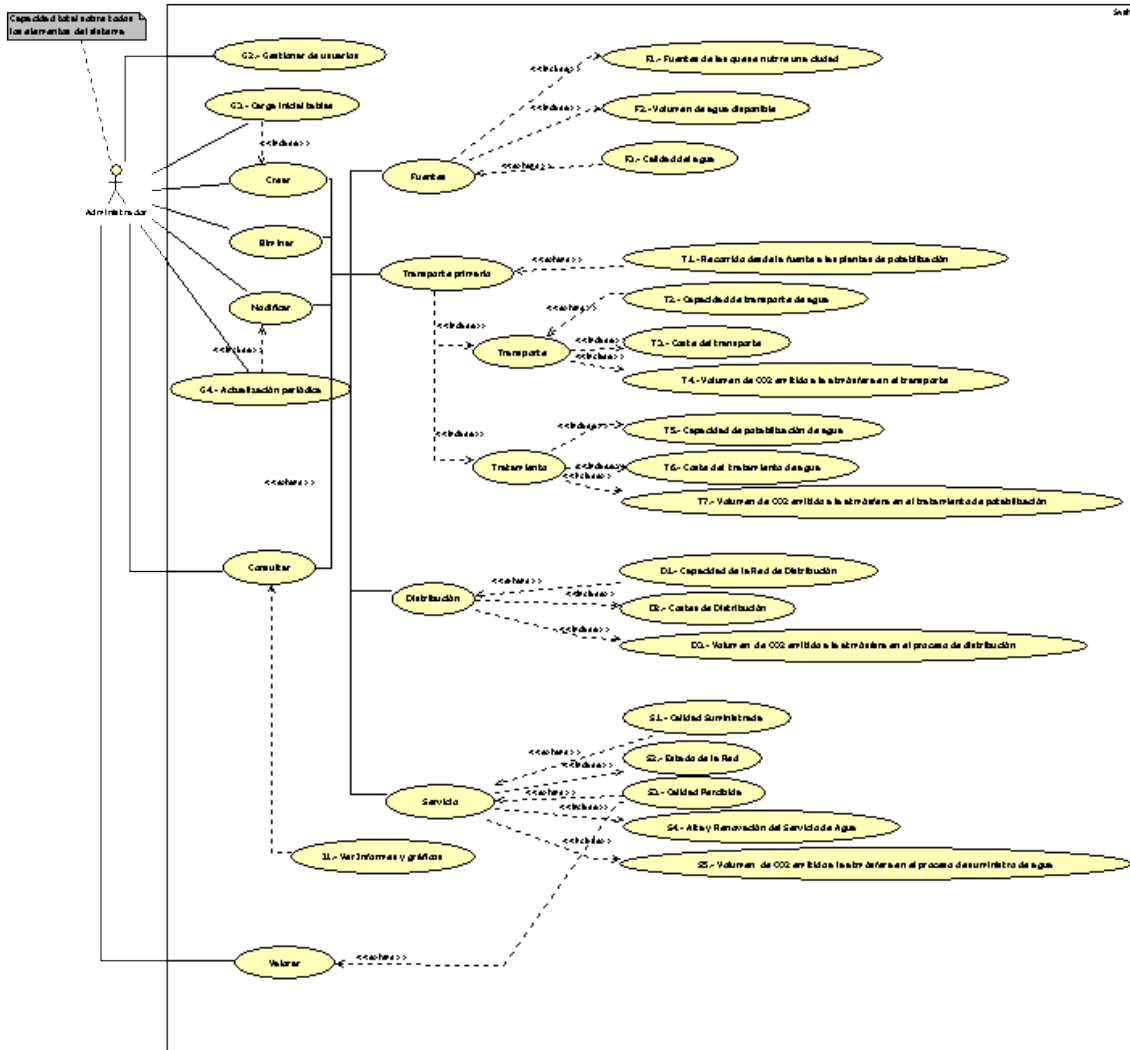 Capacidad total sobre todos
los elementos del sistema
G2.- Gestionar de usuarios
G3.- Carga inicial tablas
<<include>>
Crear
Administrador
Eliminar
Modificar
<<include>>
G4.- Actualización periódica
<<extend>>
Consultar
I1.- Ver Informes y gráficos
Valorar
<<extend>>
Fuentes
<<include>>
F1.- Fuentes de las que se nutre una ciudad
<<include>>
F2.- Volumen de agua disponible
<<extend>>
F3.- Calidad del agua
Transporte primario
<<extend>>
T1.- Recorrido desde la fuente a las plantas de potabilización
<<include>>
Transporte
<<extend>>
T2.- Capacidad de transporte de agua
<<include>>
T3.- Coste del transporte
<<include>>
T4.- Volumen de CO2 emitido a la atmósfera en el transporte
<<include>>
Tratamiento
<<include>>
T5.- Capacidad de potabilización de agua
<<include>>
T6.- Coste del tratamiento de agua
<<include>>
T7.- Volumen de CO2 emitido a la atmósfera en el tratamiento de potabilización
Distribución
<<extend>>
D1.- Capacidad de la Red de Distribución
<<include>>
D2.- Costes de Distribución
<<include>>
D3.- Volumen de CO2 emitido a la atmósfera en el proceso de distribución
Servicio
<<extend>>
S1.- Calidad Suministrada
<<include>>
S2.- Estado de la Red
<<extend>>
S3.- Calidad Percibida
<<include>>
S4.- Alta y Renovación del Servicio de Agua
<<include>>
S5.- Volumen de CO2 emitido a la atmósfera en el proceso de suministro de agua